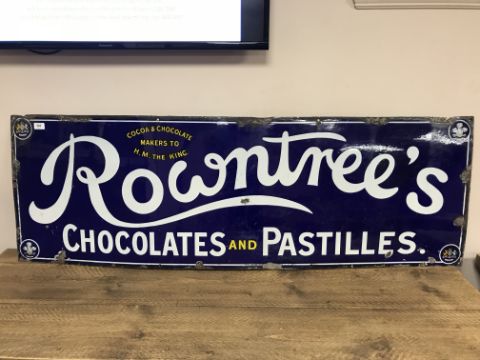 COCOA & CHOCOLATE
MAKERS TO
H.M. THE KING
Rowntree's
CHOCOLATES AND PASTILLES.